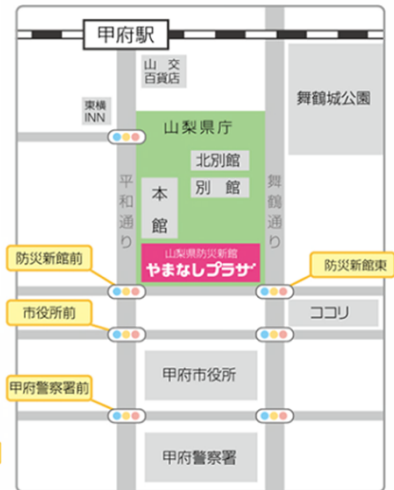 甲府駅
山交
百貨店
舞鶴城公園
東横
INN
山梨県庁
北別館
別館
本館
平和通り
舞鶴通り
山梨県防災新館
やまなしプラザ
防災新館前
防災新館東
市役所前
ココリ
甲府市役所
甲府警察署前
甲府警察署